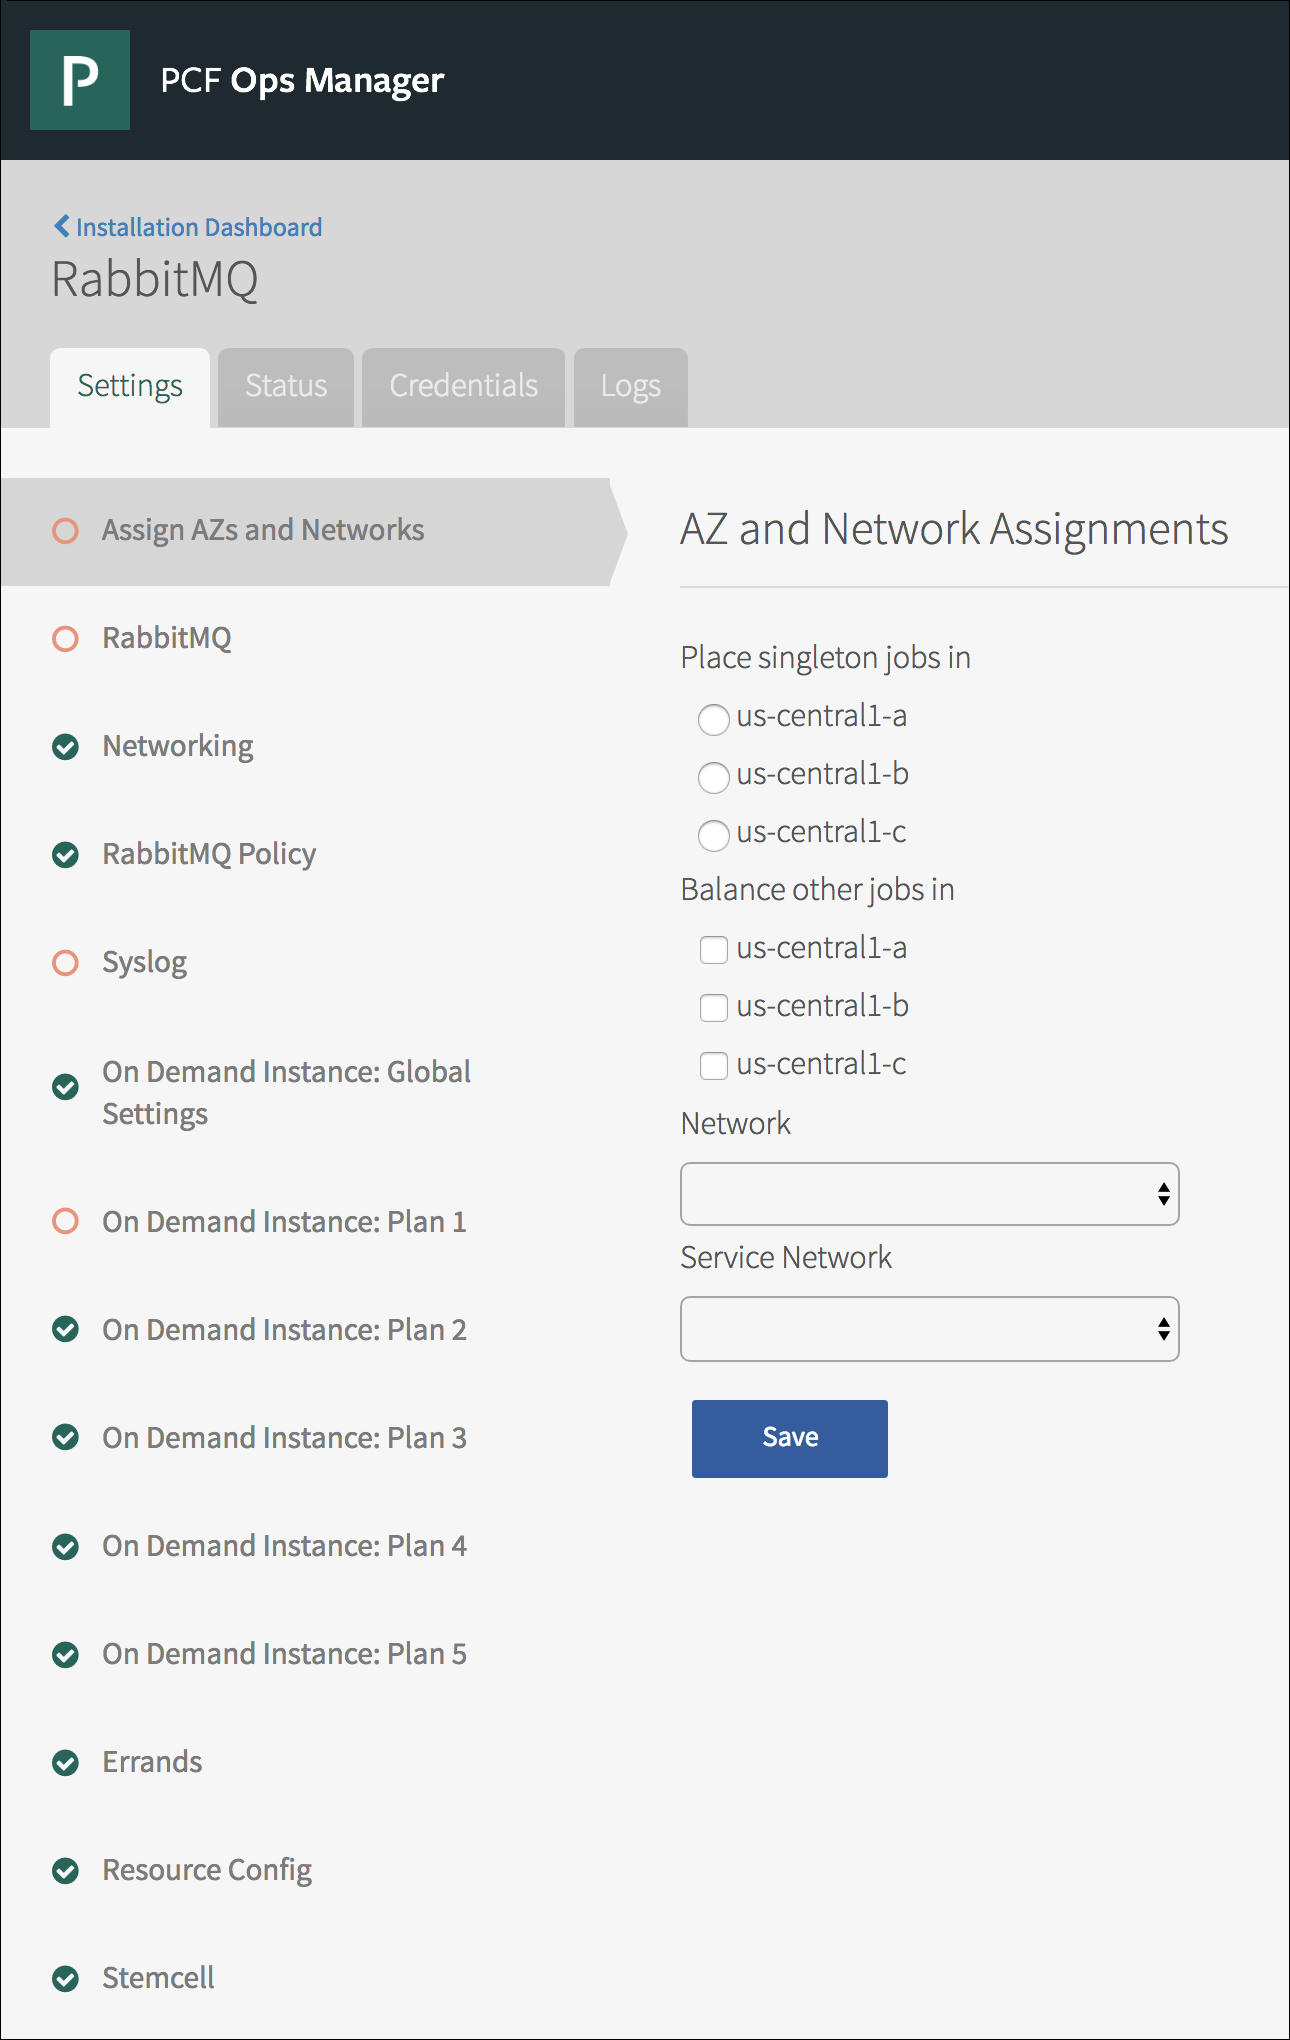 P
PCF Ops Manager
Installation Dashboard
RabbitMQ
Settings
Status
Credentials
Logs
Assign AZs and Networks
RabbitMQ
Networking
RabbitMQ Policy
Syslog
On Demand Instance: Global
Settings
On Demand Instance: Plan 1
On Demand Instance: Plan 2
On Demand Instance: Plan 3
On Demand Instance: Plan 4
On Demand Instance: Plan 5
Errands
Resource Config
Stemcell
AZ and Network Assignments
Place singleton jobs in
us-central1-a
us-central1-b
us-central1-c
Balance other jobs in
us-central1-a
us-central1-b
us-central1-c
Network
Service Network
Save